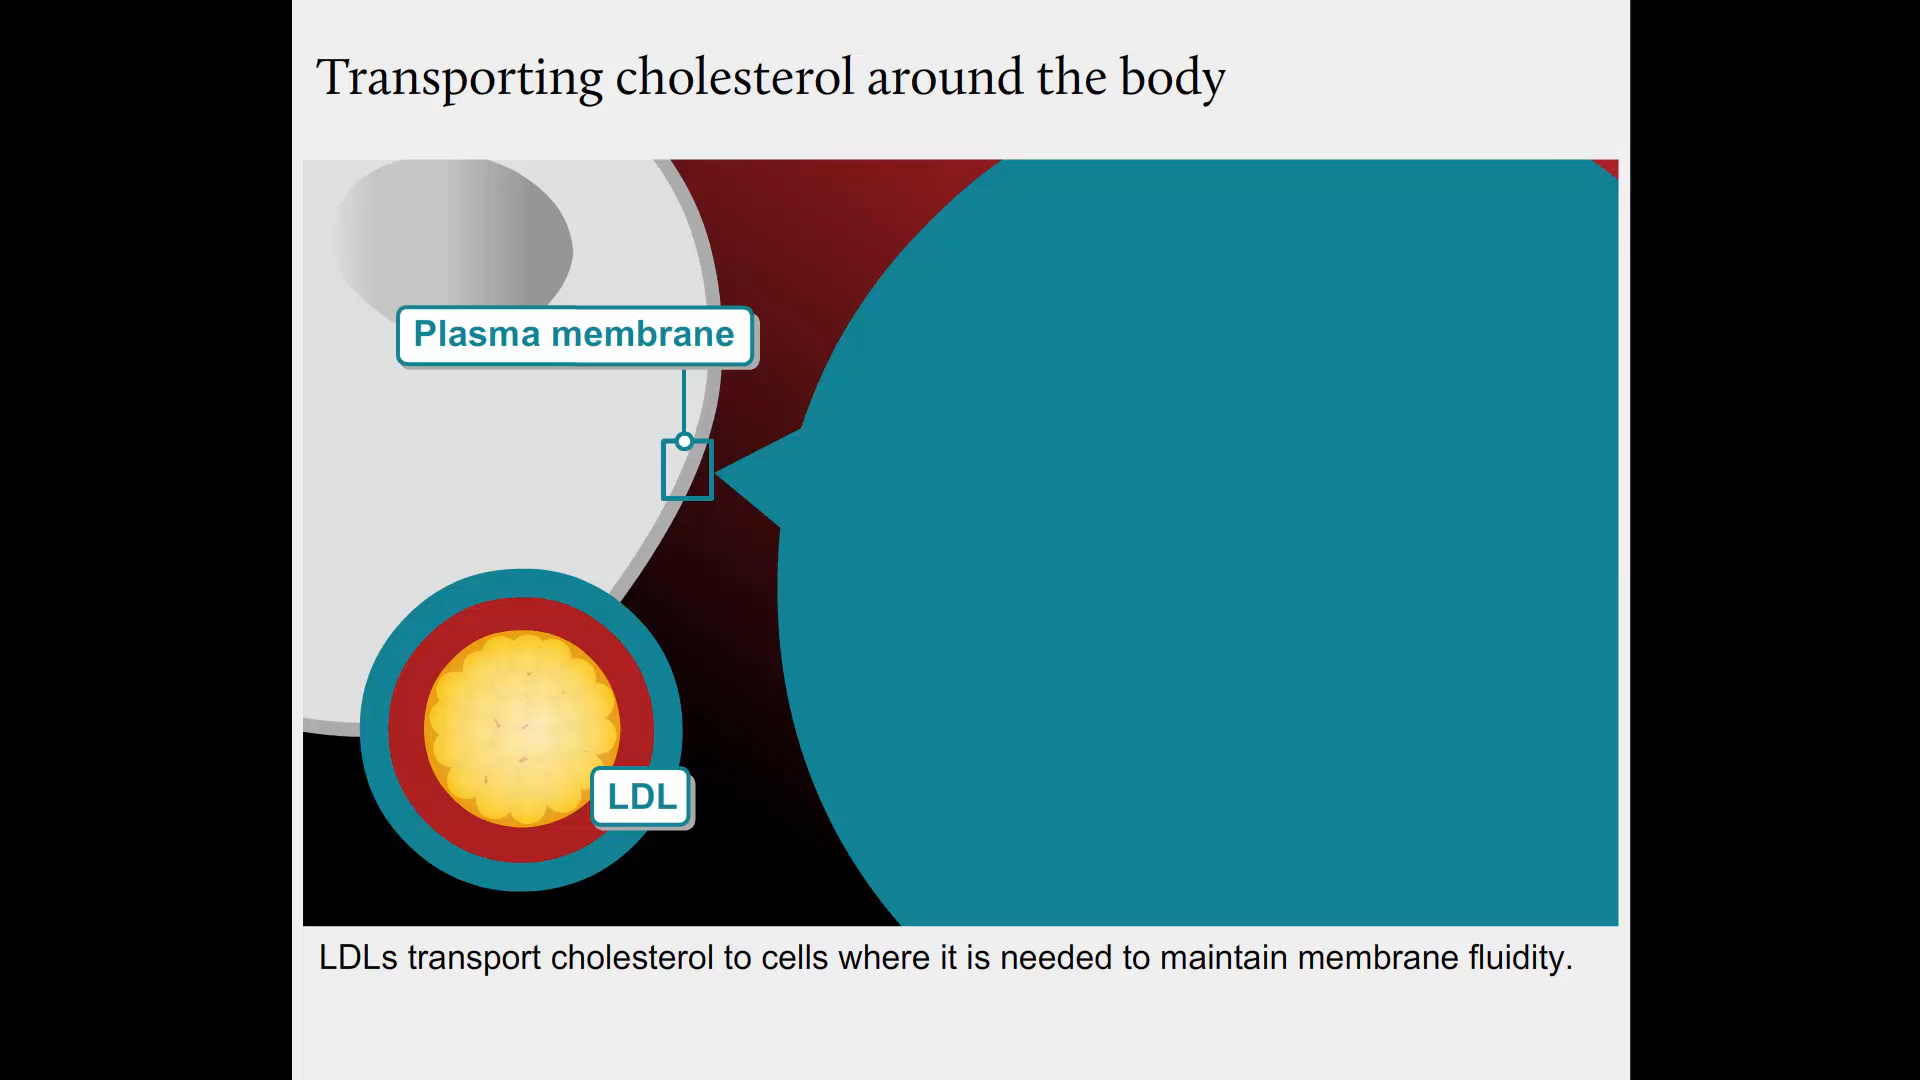 Transporting cholesterol around the body
Plasma membrane
LDL
LDLs transport cholesterol to cells where it is needed to maintain membrane fluidity.